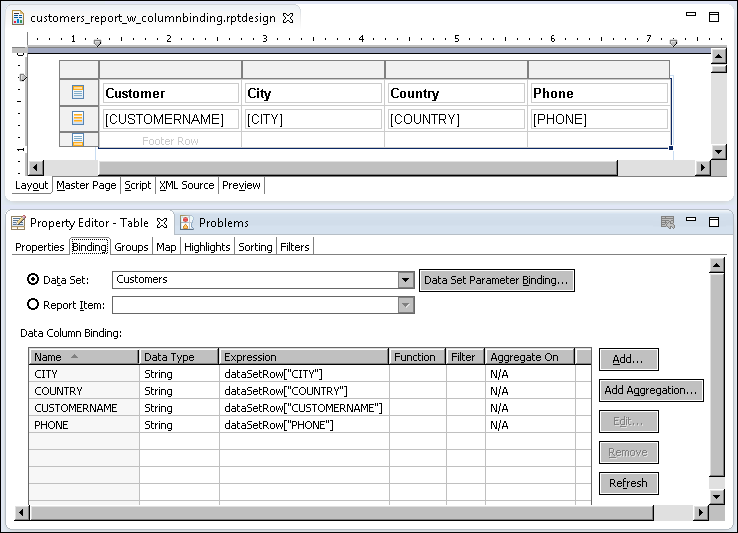 customers_report_w_columnbinding.rptdesign
1 2 3 4 5 6 7
0
Customer City Country Phone
[CUSTOMERNAME] [CITY] [COUNTRY] [PHONE]
Footer Row
1
Layout Master Page Script XML Source Preview
Property Editor - Table Problems
Properties Binding Groups Map Highlights Sorting Filters
Data Set: Customers Data Set Parameter Binding...
Report Item:
Data Column Binding:
Name Data Type Expression Function Filter Aggregate On
CITY String dataSetRow["CITY"] N/A
COUNTRY String dataSetRow["COUNTRY"] N/A
CUSTOMERNAME String dataSetRow["CUSTOMERNAME"] N/A
PHONE String dataSetRow["PHONE"] N/A
Add...
Add Aggregation...
Edit...
Remove
Refresh